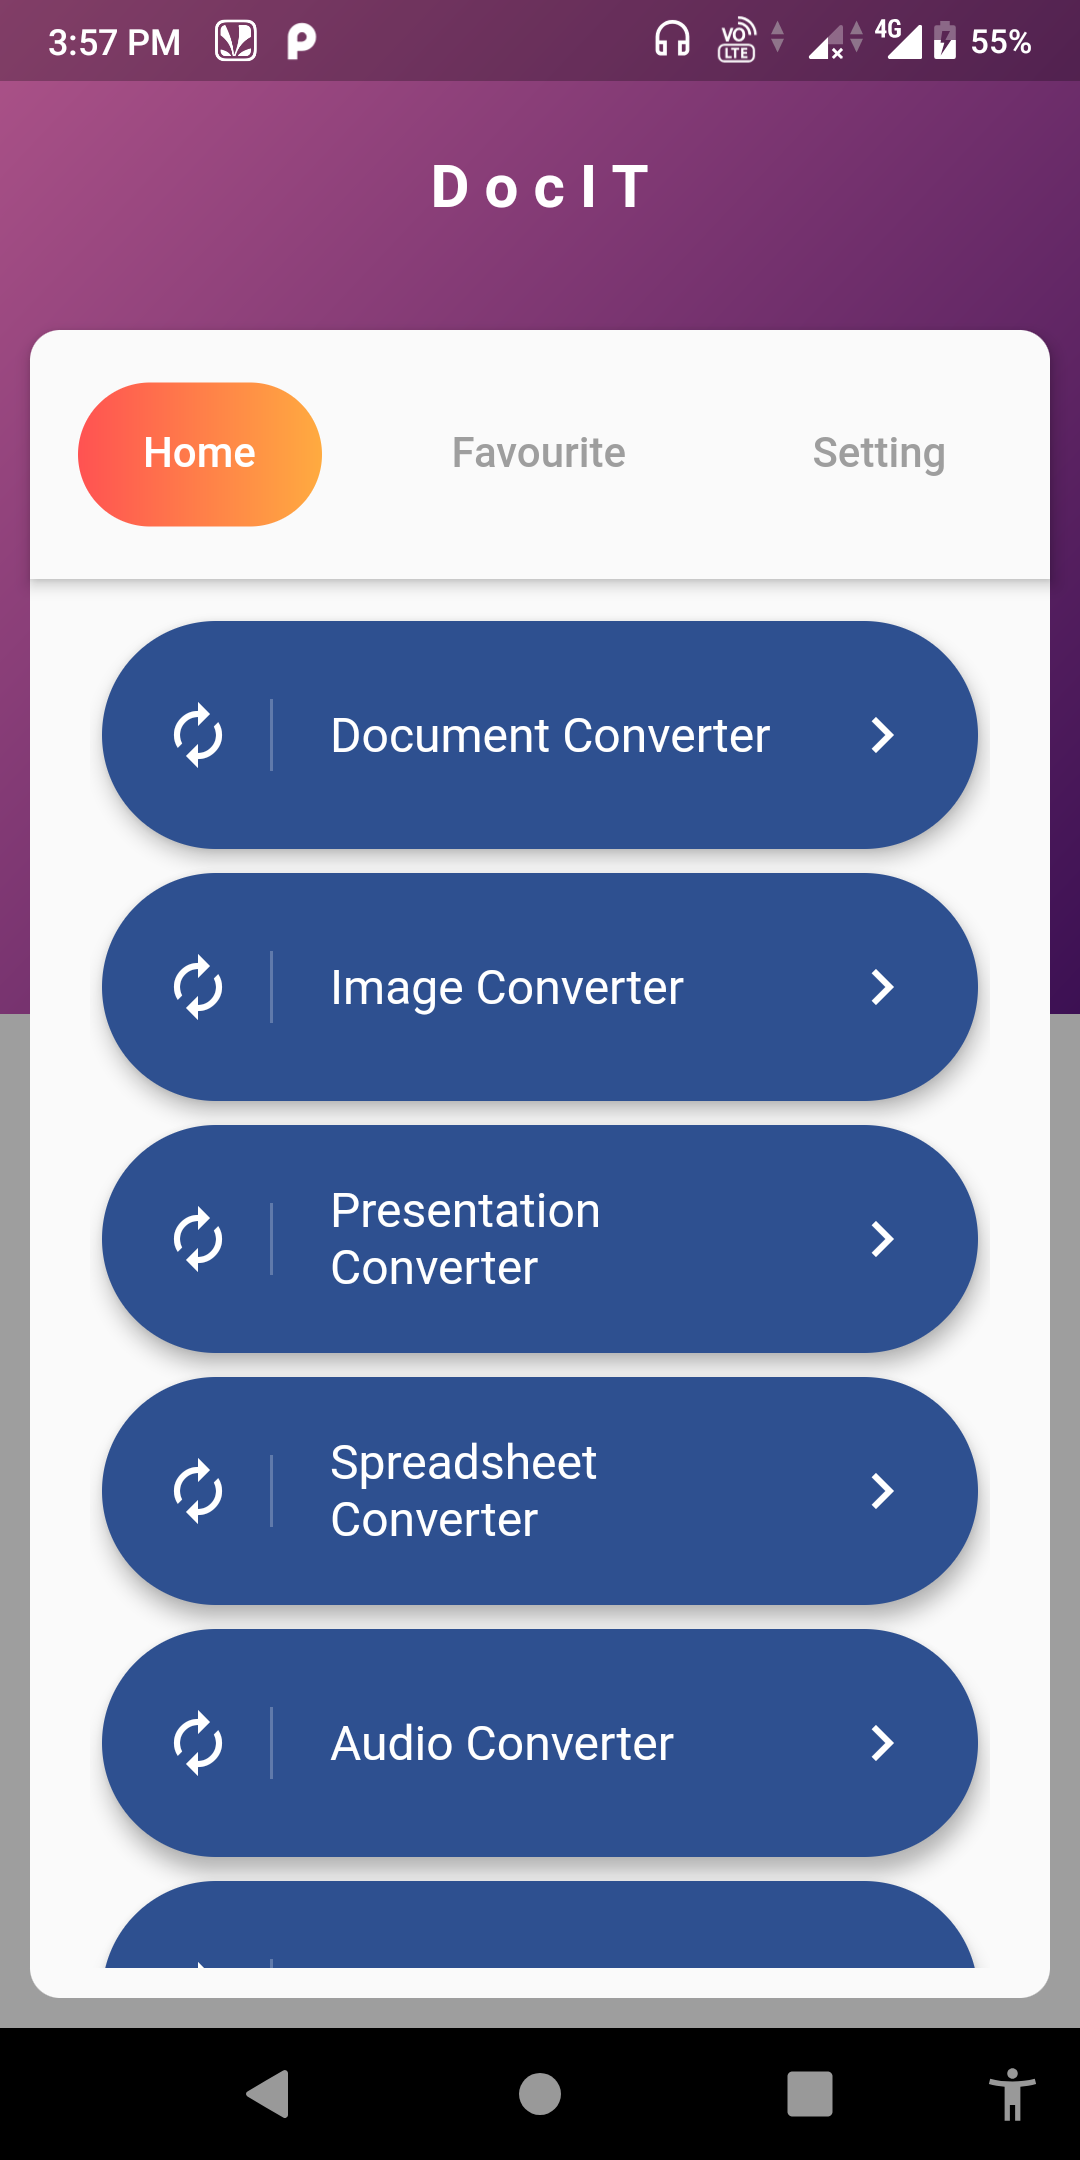 3:57 PM
VO LTE 4G 55%
DocIT
Home Favourite Setting
Document Converter
Image Converter
Presentation
Converter
Spreadsheet
Converter
Audio Converter